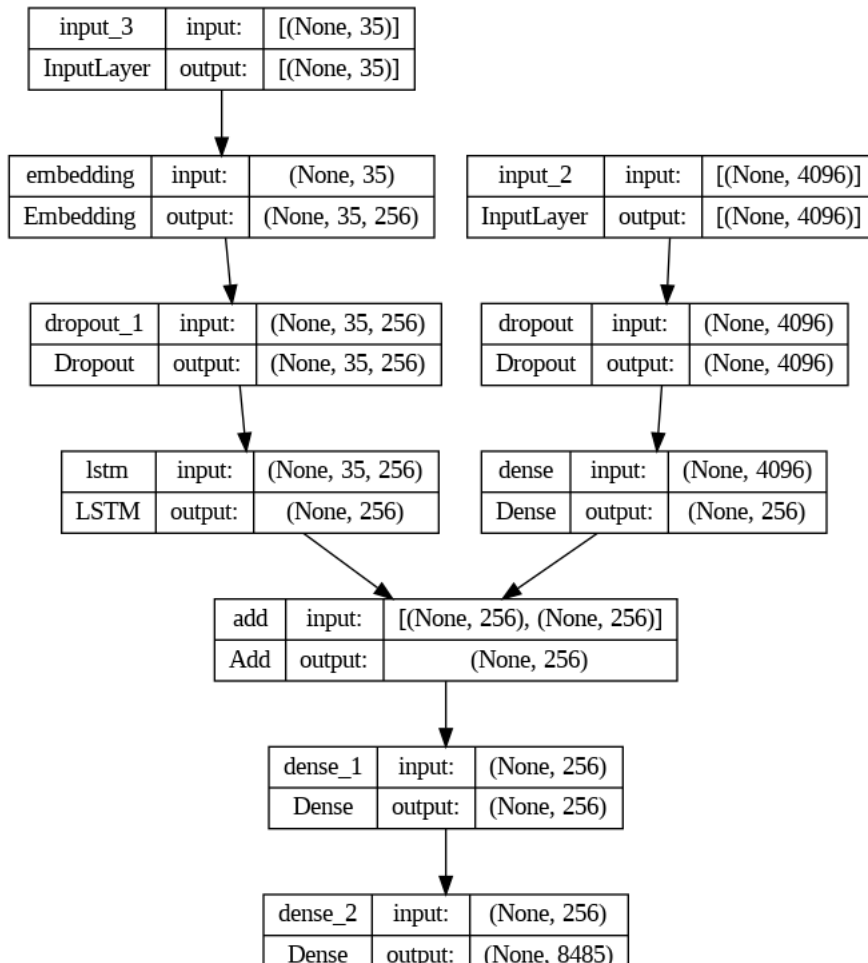 input_3 input: [(None, 35)]
InputLayer output: [(None, 35)]
embedding input: (None, 35)
Embedding output: (None, 35, 256)
input_2 input: [(None, 4096)]
InputLayer output: [(None, 4096)]
dropout_1 input: (None, 35, 256)
Dropout output: (None, 35, 256)
dropout input: (None, 4096)
Dropout output: (None, 4096)
lstm input: (None, 35, 256)
LSTM output: (None, 256)
dense input: (None, 4096)
Dense output: (None, 256)
add input: [(None, 256), (None, 256)]
Add output: (None, 256)
dense_1 input: (None, 256)
Dense output: (None, 256)
dense_2 input: (None, 256)
Dense output: (None, 8485)